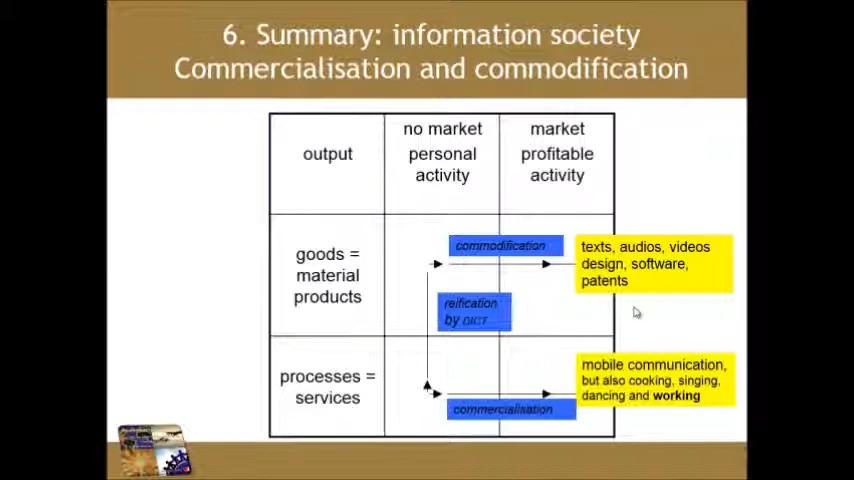 6. Summary: information society
Commercialisation and commodification
output
no market
personal
activity
market
profitable
activity
goods =
material
products
commodification
texts, audios, videos
design, software,
patents
reification
by DICT
processes =
services
mobile communication,
but also cooking, singing,
dancing and working
commercialisation